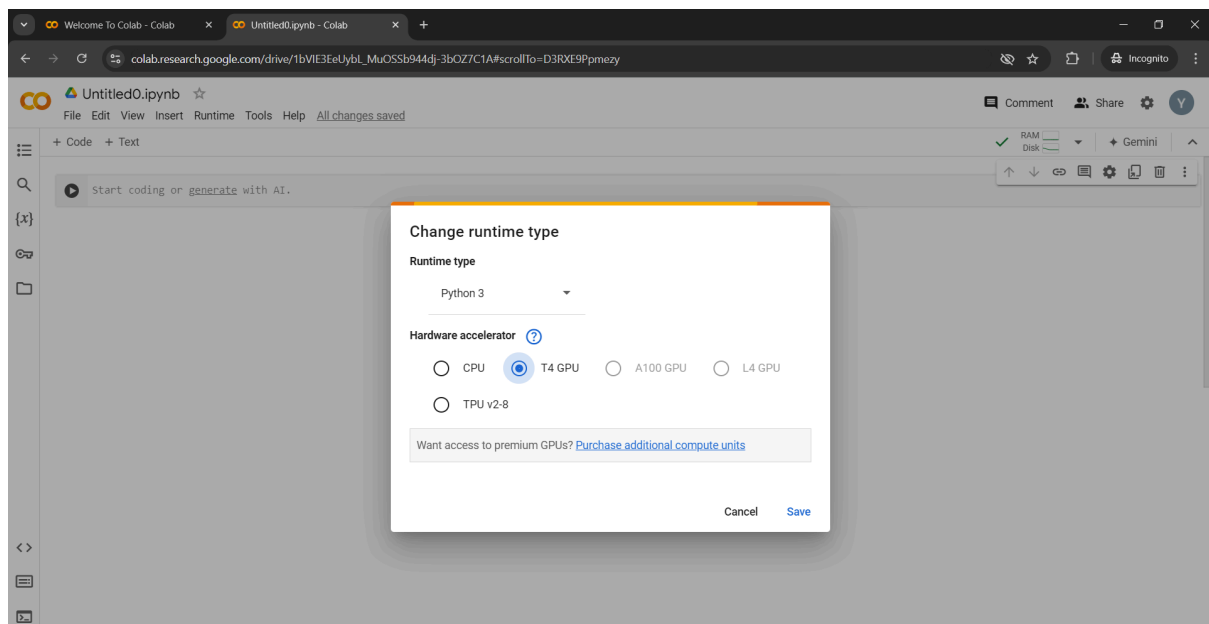 Welcome To Colab - Colab
Untitled0.ipynb - Colab
colab.research.google.com/drive/1bVIE3EeUybL_MuOSSb944dj-3bOZ7C1A#scrollTo=D3RXE9Ppmezy
Incognito
Untitled0.ipynb
File Edit View Insert Runtime Tools Help All changes saved
Comment Share Y
+ Code + Text
RAM
Disk
Gemini
Start coding or generate with AI.
{x}
Change runtime type
Runtime type
Python 3
Hardware accelerator ?
CPU T4 GPU A100 GPU L4 GPU
TPU v2-8
Want access to premium GPUs? Purchase additional compute units
Cancel Save